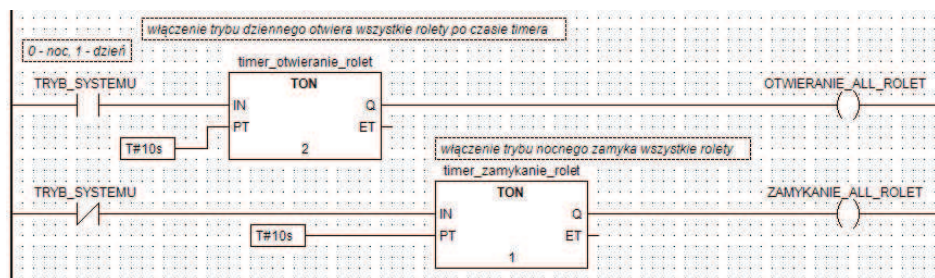 włączenie trybu dziennego otwiera wszystkie rolety po czasie timera
0 - noc, 1 - dzień
timer_otwieranie_rolet
TRYB_SYSTEMU
TON
OTWIERANIE_ALL_ROLET
IN
Q
PT
ET
T#10s
2
włączenie trybu nocnego zamyka wszystkie rolety
timer_zamykanie_rolet
TRYB_SYSTEMU
TON
ZAMYKANIE_ALL_ROLET
IN
Q
T#10s
PT
ET
1